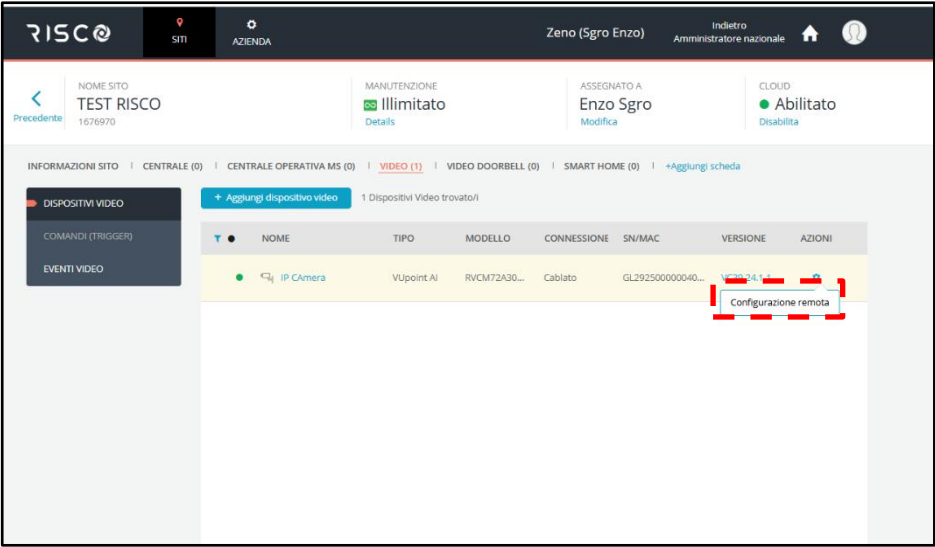 RISCO
SITI
AZIENDA
Zeno (Sgro Enzo)
Indietro
Amministratore nazionale
Precedente
NOME SITO
TEST RISCO
1676970
MANUTENZIONE
Illimitato
Details
ASSEGNATO A
Enzo Sgro
Modifica
CLOUD
Abilitato
Disabilita
INFORMAZIONI SITO | CENTRALE (0) | CENTRALE OPERATIVA MS (0) | VIDEO (1) | VIDEO DOORBELL (0) | SMART HOME (0) | +Aggiungi scheda
DISPOSITIVI VIDEO
COMANDI (TRIGGER)
EVENTI VIDEO
+ Aggiungi dispositivo video
1 Dispositivi Video trovato/i
NOME TIPO MODELLO CONNESSIONE SN/MAC VERSIONE AZIONI
IP CAmera VUpoint AI RVCM72A30... Cablato GL292500000040...
Configurazione remota